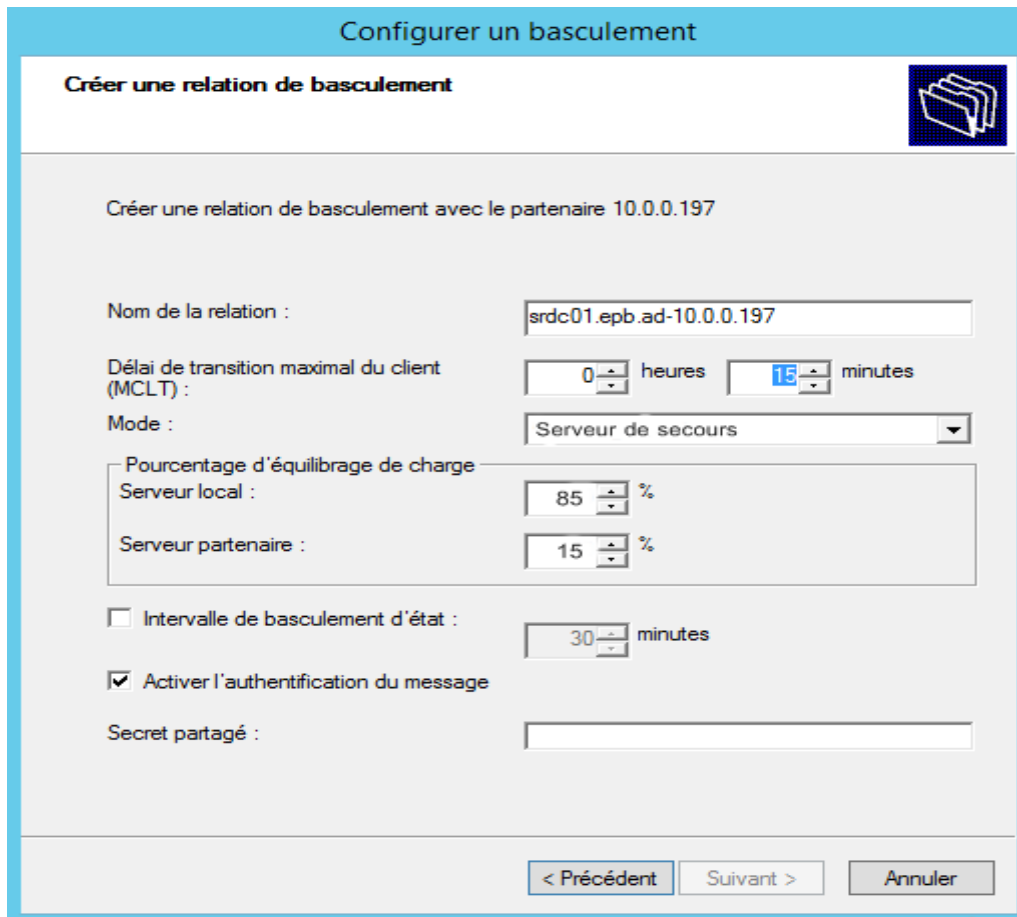 Configurer un basculement
Créer une relation de basculement
Créer une relation de basculement avec le partenaire 10.0.0.197
Nom de la relation :
srdc01.epb.ad-10.0.0.197
Délai de transition maximal du client
(MCLT) :
0 heures 15 minutes
Mode :
Serveur de secours
Pourcentage d'équilibrage de charge
Serveur local :
85 %
Serveur partenaire :
15 %
Intervalle de basculement d'état :
30 minutes
Activer l'authentification du message
Secret partagé :
< Précédent Suivant > Annuler